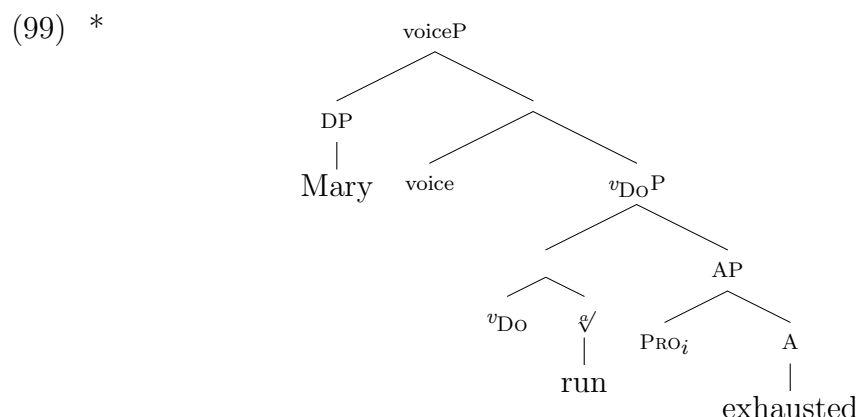 (99) *
voiceP
DP
Mary voice vDoP
AP
vDo a√ PROi A
run
exhausted